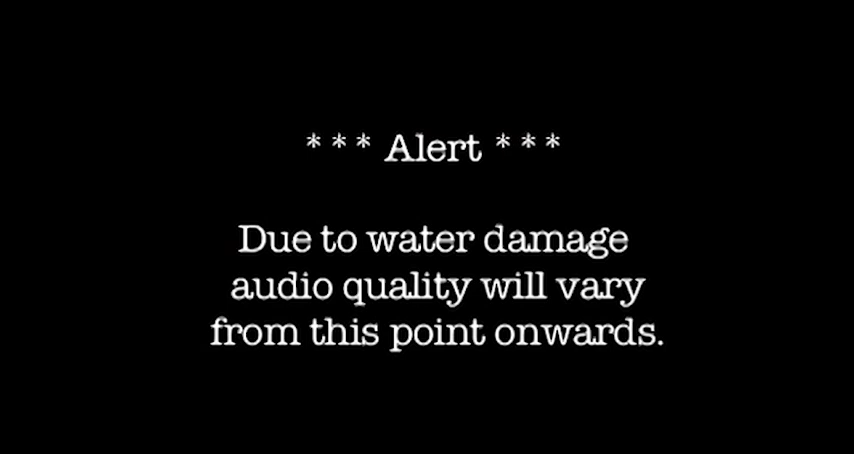 *** Alert ***
Due to water damage
audio quality will vary
from this point onwards.